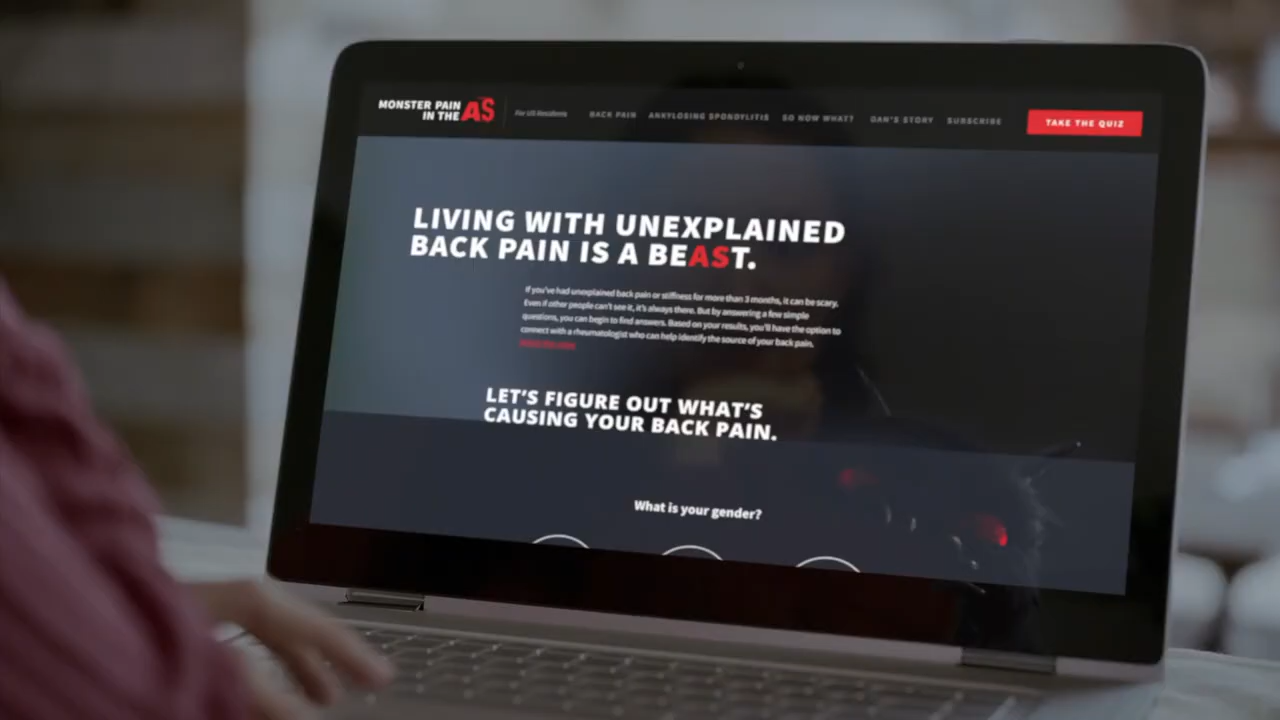 MONSTER PAIN
IN THE AS
For US Residents
BACK PAIN
ANKYLOSING SPONDYLITIS
SO NOW WHAT?
DAN'S STORY
SUBSCRIBE
TAKE THE QUIZ
LIVING WITH UNEXPLAINED
BACK PAIN IS A BEAST.
If you've had unexplained back pain or stiffness for more than 3 months, it can be scary.
Even if other people can't see it, it's always there. But by answering a few simple
questions, you can begin to find answers. Based on your results, you'll have the option to
connect with a rheumatologist who can help identify the source of your back pain.
LET'S FIGURE OUT WHAT'S
CAUSING YOUR BACK PAIN.
What is your gender?